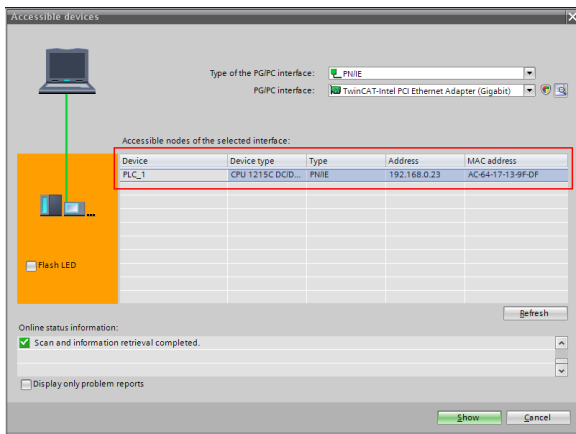 Accessible devices
Type of the PG/PC interface: PN/IE
PG/PC interface: TwinCAT-Intel PCI Ethernet Adapter (Gigabit)
Accessible nodes of the selected interface:
Device Device type Type Address MAC address
PLC_1 CPU 1215C DC/D... PN/IE 192.168.0.23 AC-64-17-13-9F-DF
Flash LED
Refresh
Online status information:
Scan and information retrieval completed.
Display only problem reports
Show Cancel